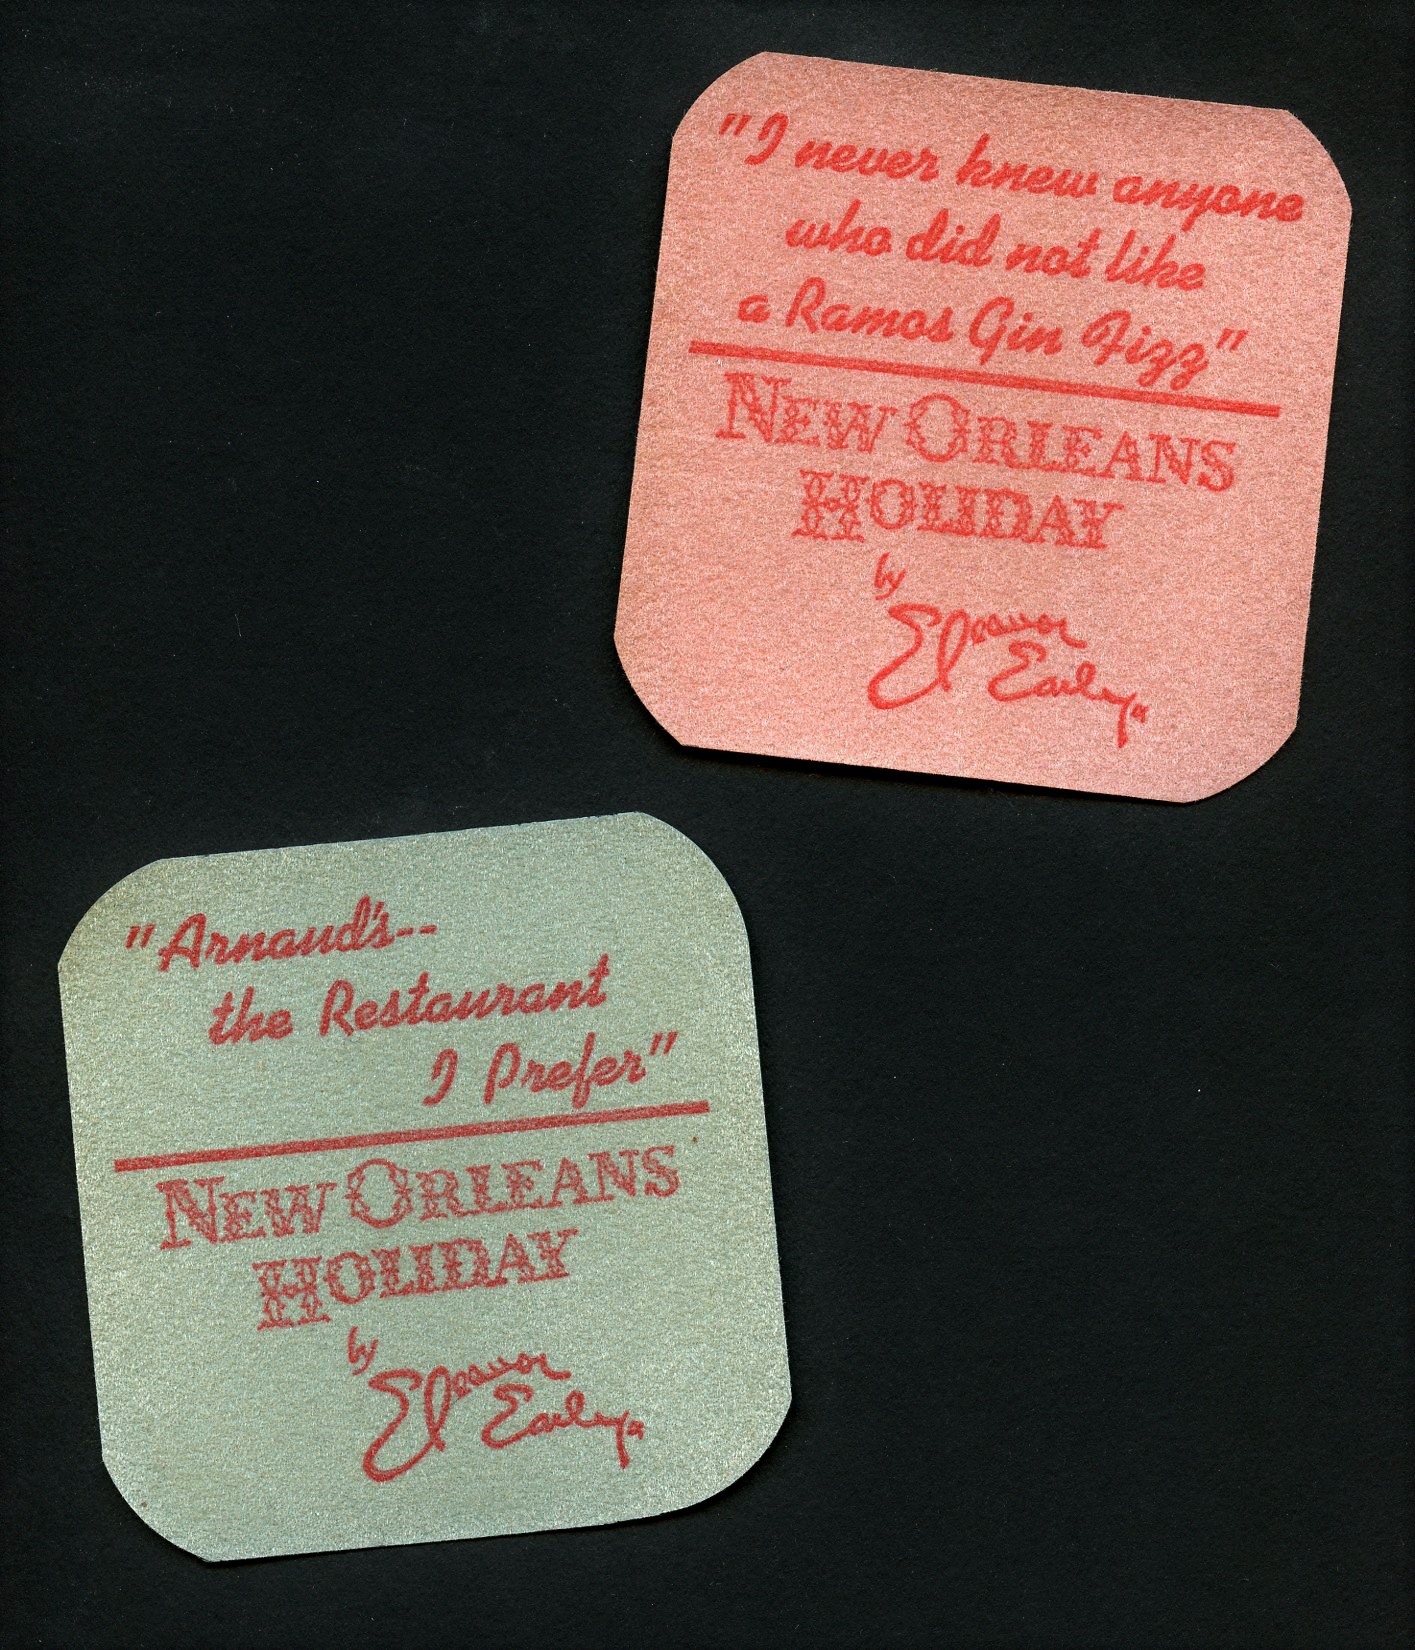 "I never knew anyone
who did not like
a Ramos Gin Fizz"
NEW ORLEANS
HOLIDAY
by
Eleanor
Early
"Arnaud's--
the Restaurant
I Prefer"
NEW ORLEANS
HOLIDAY
by
Eleanor
Early